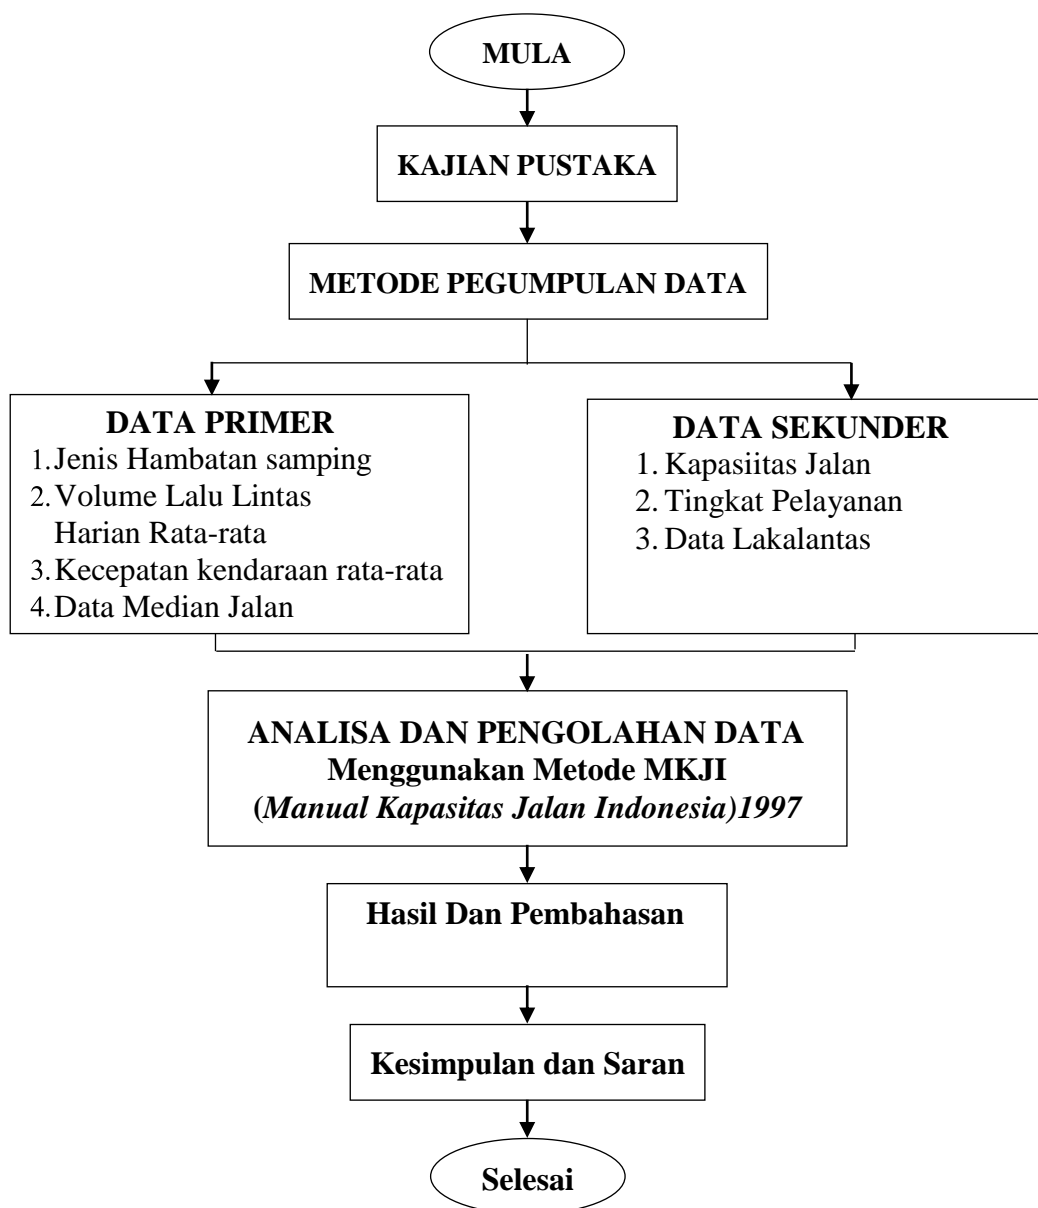 MULA
KAJIAN PUSTAKA
METODE PEGUMPULAN DATA
DATA PRIMER
1. Jenis Hambatan samping
2. Volume Lalu Lintas
Harian Rata-rata
3. Kecepatan kendaraan rata-rata
4. Data Median Jalan
DATA SEKUNDER
1. Kapasiitas Jalan
2. Tingkat Pelayanan
3. Data Lakalantas
ANALISA DAN PENGOLAHAN DATA
Menggunakan Metode MKJI
(Manual Kapasitas Jalan Indonesia)1997
Hasil Dan Pembahasan
Kesimpulan dan Saran
Selesai